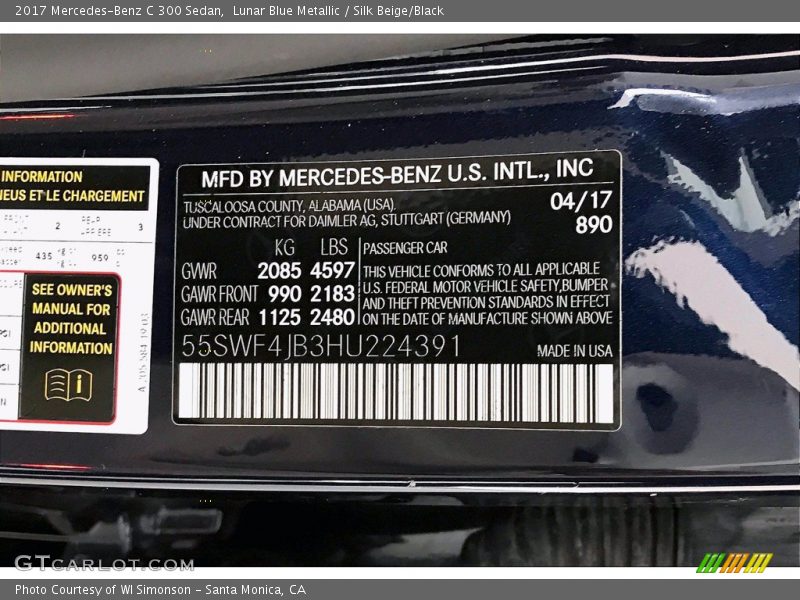 2017 Mercedes-Benz C 300 Sedan, Lunar Blue Metallic / Silk Beige/Black
INFORMATION
NEUS ET LE CHARGEMENT
2
3
435
959
SEE OWNER'S
MANUAL FOR
ADDITIONAL
INFORMATION
MFD BY MERCEDES-BENZ U.S. INTL., INC
TUSCALOOSA COUNTY, ALABAMA (USA).
04/17
UNDER CONTRACT FOR DAIMLER AG, STUTTGART (GERMANY)
890
KG LBS
PASSENGER CAR
GVWR 2085 4597
GAWR FRONT 990 2183
GAWR REAR 1125 2480
THIS VEHICLE CONFORMS TO ALL APPLICABLE
U.S. FEDERAL MOTOR VEHICLE SAFETY,BUMPER
AND THEFT PREVENTION STANDARDS IN EFFECT
ON THE DATE OF MANUFACTURE SHOWN ABOVE
55SWF4JB3HU224391
MADE IN USA
GTCARLOT.COM
Photo Courtesy of WI Simonson - Santa Monica, CA